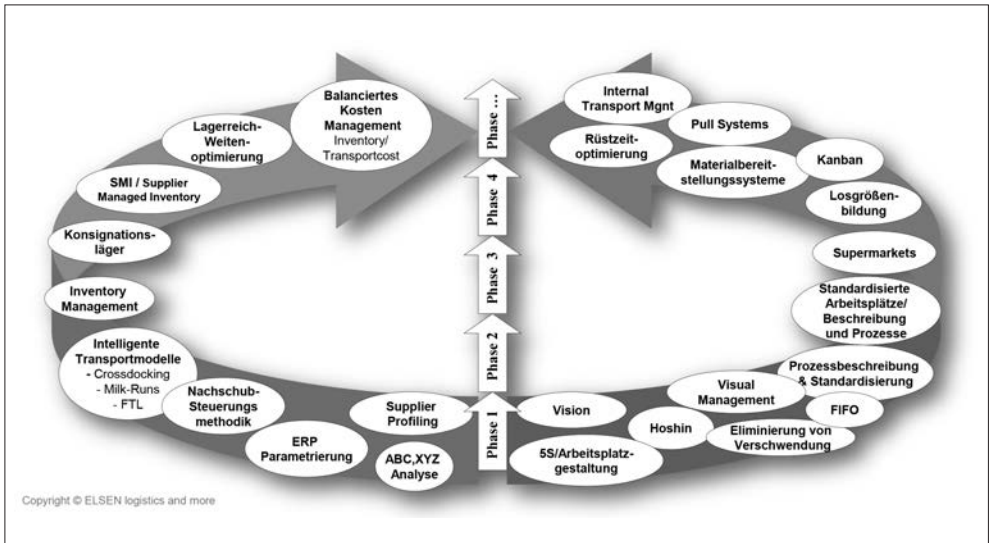 Balanciertes
Kosten
Management
Inventory/
Transportcost
Lagerreich-
Weiten-
optimierung
SMI / Supplier
Managed Inventory
Konsignations-
läger
Inventory
Management
Intelligente
Transportmodelle
- Crossdocking
- Milk-Runs
- FTL
Nachschub-
Steuerungs
methodik
ERP
Parametrierung
Supplier
Profiling
ABC,XYZ
Analyse
Phase ...
Phase 4
Phase 3
Phase 2
Phase 1
Internal
Transport Mgnt
Pull Systems
Rüstzeit-
optimierung
Materialbereit-
stellungssysteme
Kanban
Losgrößen-
bildung
Supermarkets
Standardisierte
Arbeitsplätze/
Beschreibung
und Prozesse
Prozessbeschreibung
& Standardisierung
Visual
Management
FIFO
Vision
Hoshin
Eliminierung von
Verschwendung
5S/Arbeitsplatz-
gestaltung
Copyright © ELSEN logistics and more